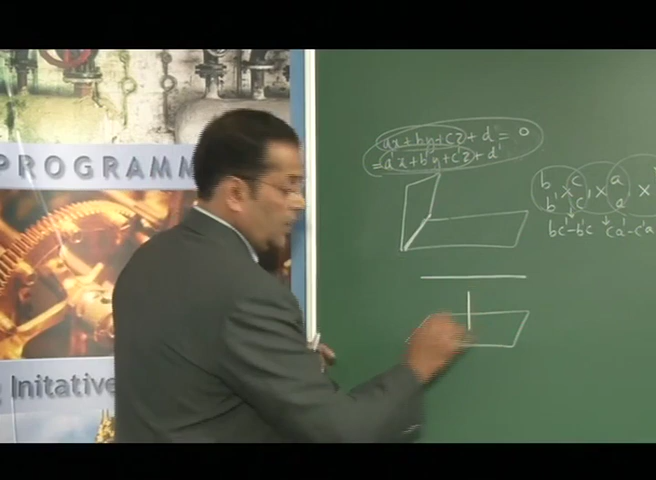 PROGRAMM
Initative
ax + by + cz + d = 0
= a'x + b'y + c'z + d'
b c a
x , x x
b' c' a'
bc' - b'c ca' - c'a